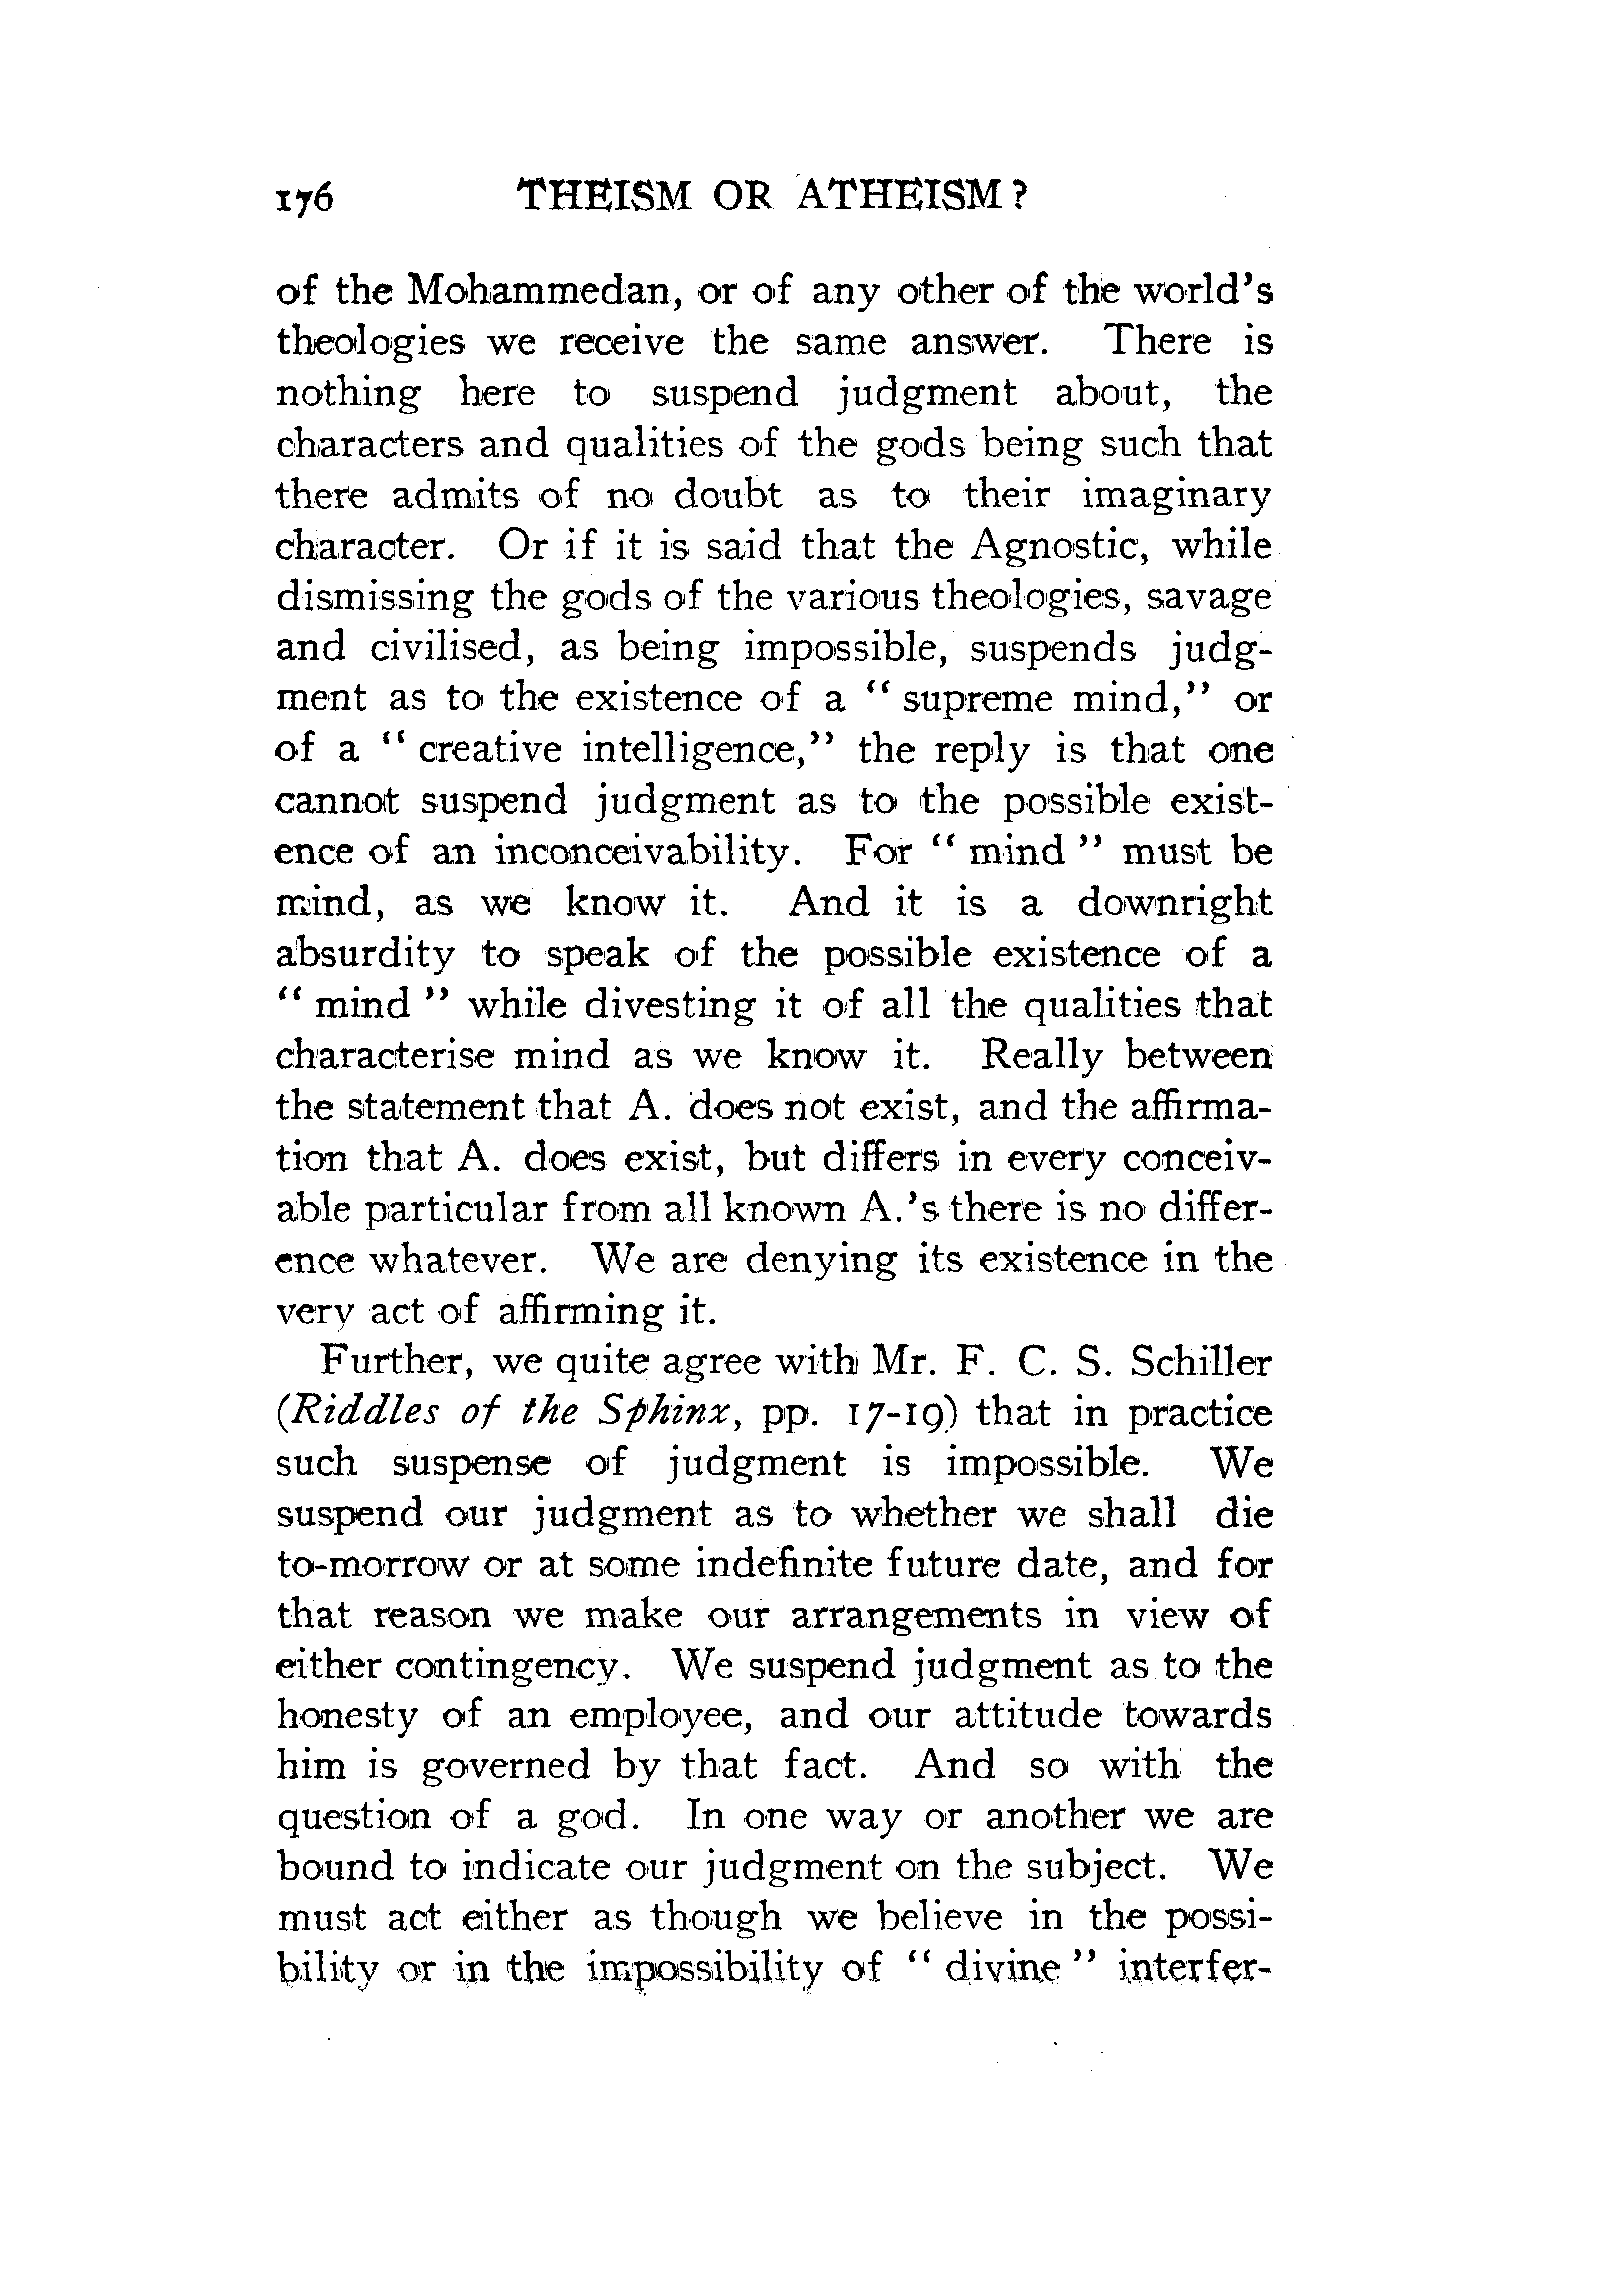 176 THEISM OR ATHEISM?
of the Mohammedan, or of any other of the world's
theologies we receive the same answer. There is
nothing here to suspend judgment about, the
characters and qualities of the gods being such that
there admits of no doubt as to their imaginary
character. Or if it is said that the Agnostic, while
dismissing the gods of the various theologies, savage
and civilised, as being impossible, suspends judg-
ment as to the existence of a “ supreme mind,” or
of a “ creative intelligence,” the reply is that one
cannot suspend judgment as to the possible exist-
ence of an inconceivability. For “ mind ” must be
mind, as we know it. And it is a downright
absurdity to speak of the possible existence of a
“ mind ” while divesting it of all the qualities that
characterise mind as we know it. Really between
the statement that A. does not exist, and the affirma-
tion that A. does exist, but differs in every conceiv-
able particular from all known A.'s there is no differ-
ence whatever. We are denying its existence in the
very act of affirming it.
Further, we quite agree with Mr. F. C. S. Schiller
(Riddles of the Sphinx, pp. 17-19) that in practice
such suspense of judgment is impossible. We
suspend our judgment as to whether we shall die
to-morrow or at some indefinite future date, and for
that reason we make our arrangements in view of
either contingency. We suspend judgment as to the
honesty of an employee, and our attitude towards
him is governed by that fact. And so with the
question of a god. In one way or another we are
bound to indicate our judgment on the subject. We
must act either as though we believe in the possi-
bility or in the impossibility of “ divine ” interfer-